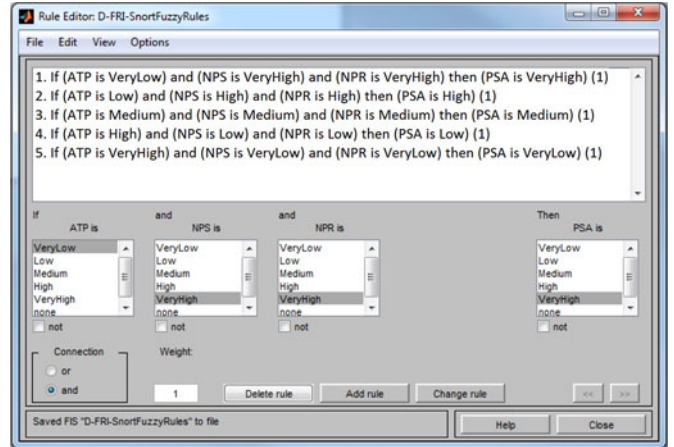 Rule Editor: D-FRI-SnortFuzzyRules
File Edit View Options
1. If (ATP is VeryLow) and (NPS is VeryHigh) and (NPR is VeryHigh) then (PSA is VeryHigh) (1)
2. If (ATP is Low) and (NPS is High) and (NPR is High) then (PSA is High) (1)
3. If (ATP is Medium) and (NPS is Medium) and (NPR is Medium) then (PSA is Medium) (1)
4. If (ATP is High) and (NPS is Low) and (NPR is Low) then (PSA is Low) (1)
5. If (ATP is VeryHigh) and (NPS is VeryLow) and (NPR is VeryLow) then (PSA is VeryLow) (1)
If and and Then
ATP is NPS is NPR is PSA is
VeryLow VeryLow VeryLow VeryLow
Low Low Low Low
Medium Medium Medium Medium
High High High High
VeryHigh VeryHigh VeryHigh VeryHigh
none none none none
not not not not
Connection Weight:
or
and 1 Delete rule Add rule Change rule << >>
Saved FIS "D-FRI-SnortFuzzyRules" to file Help Close